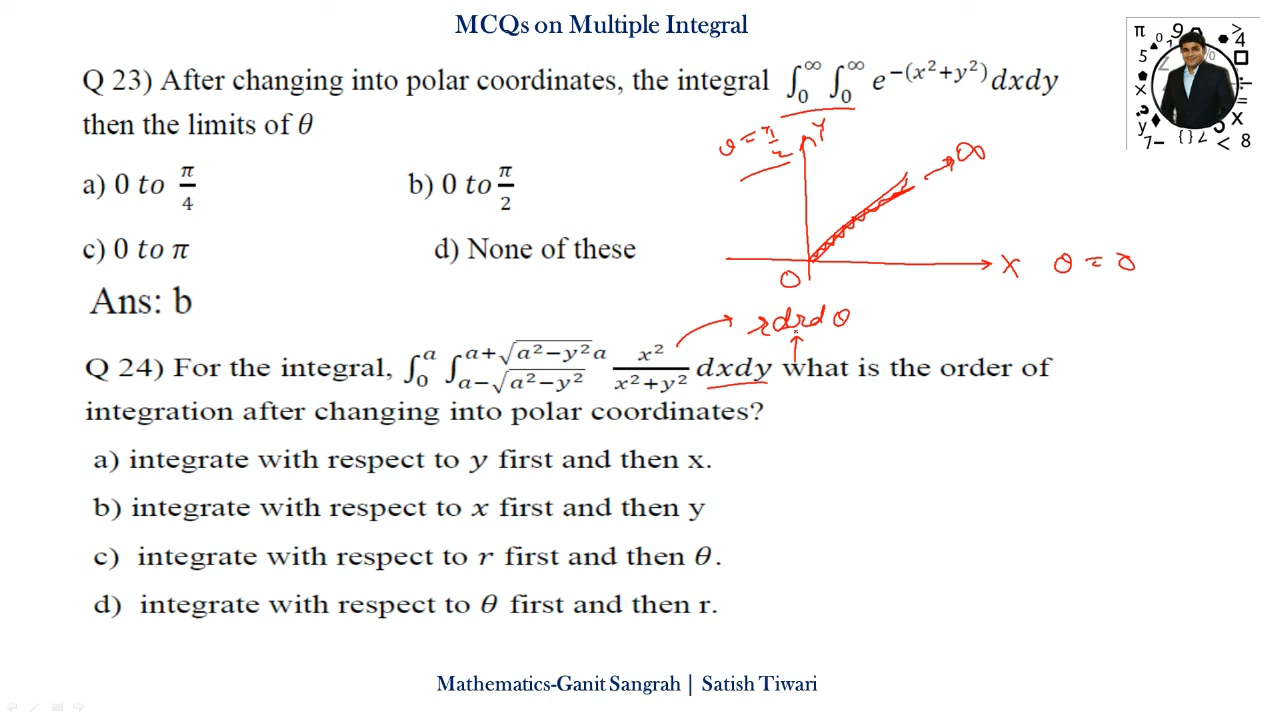 MCQs on Multiple Integral
Q 23) After changing into polar coordinates, the integral ∫₀^∞ ∫₀^∞ e^−(x²+y²) dxdy
then the limits of θ
a) 0 to π/4
b) 0 to π/2
c) 0 to π
d) None of these
Ans: b
θ = π/2
Y
∞
O
X θ = 0
r dr d θ
Q 24) For the integral, ∫₀^a ∫_{a−√(a²−y²)}^{a+√(a²−y²)a} x²/(x²+y²) dxdy what is the order of
integration after changing into polar coordinates?
a) integrate with respect to y first and then x.
b) integrate with respect to x first and then y
c) integrate with respect to r first and then θ.
d) integrate with respect to θ first and then r.
Mathematics-Ganit Sangrah | Satish Tiwari